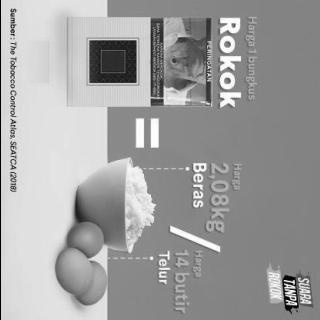 SUARA
TANPA
ROKOK
Harga 1 bungkus
Rokok
PERINGATAN
=
Harga
2,08kg
Beras
/
Harga
14 butir
Telur
Sumber : The Tobacco Control Atlas, SEATCA (2018)